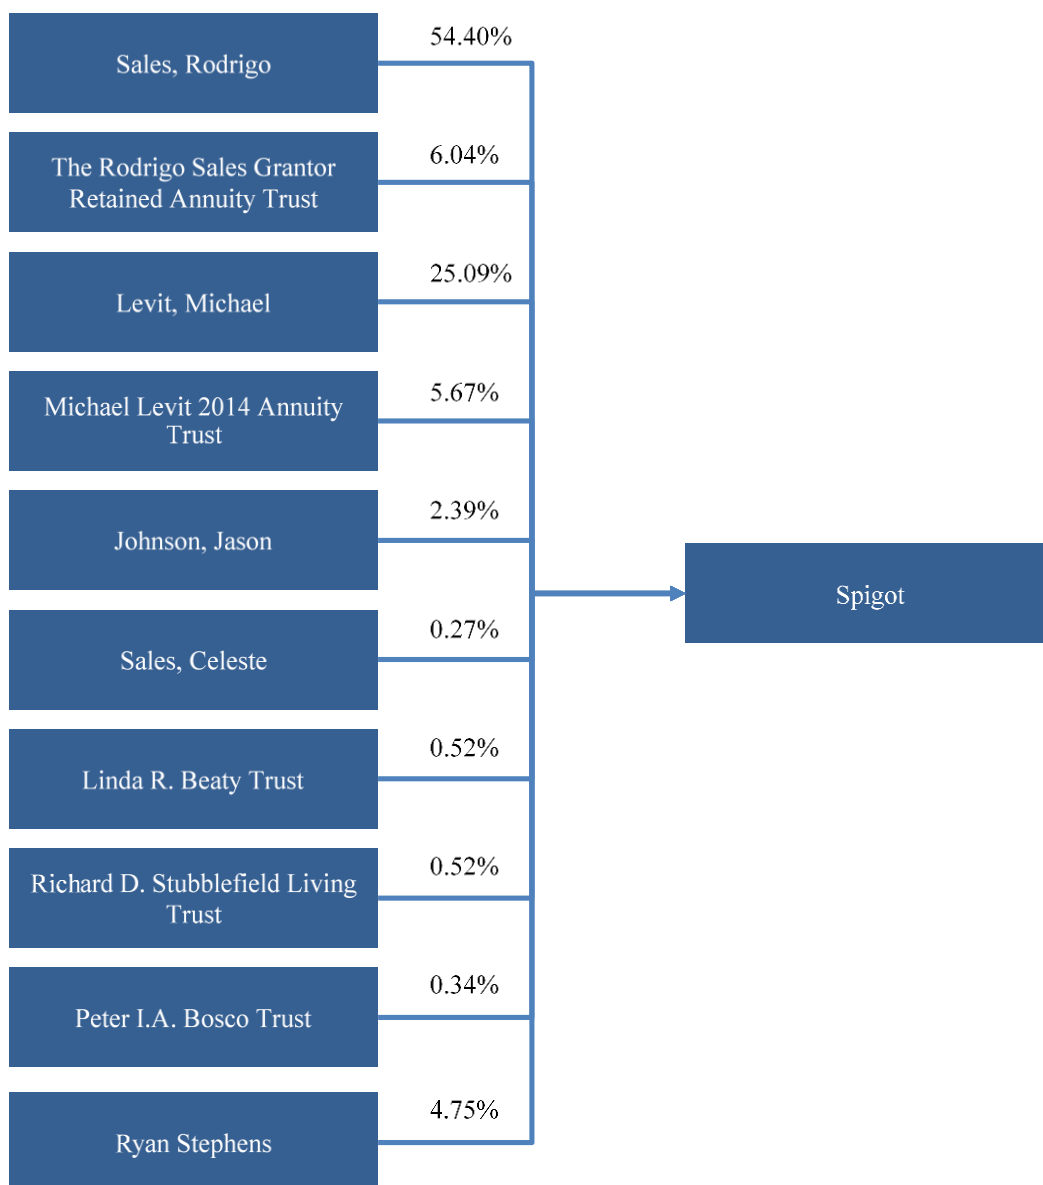 54.40%
Sales, Rodrigo
6.04%
The Rodrigo Sales Grantor
Retained Annuity Trust
25.09%
Levit, Michael
5.67%
Michael Levit 2014 Annuity
Trust
2.39%
Johnson, Jason
Spigot
0.27%
Sales, Celeste
0.52%
Linda R. Beaty Trust
0.52%
Richard D. Stubblefield Living
Trust
0.34%
Peter I.A. Bosco Trust
4.75%
Ryan Stephens